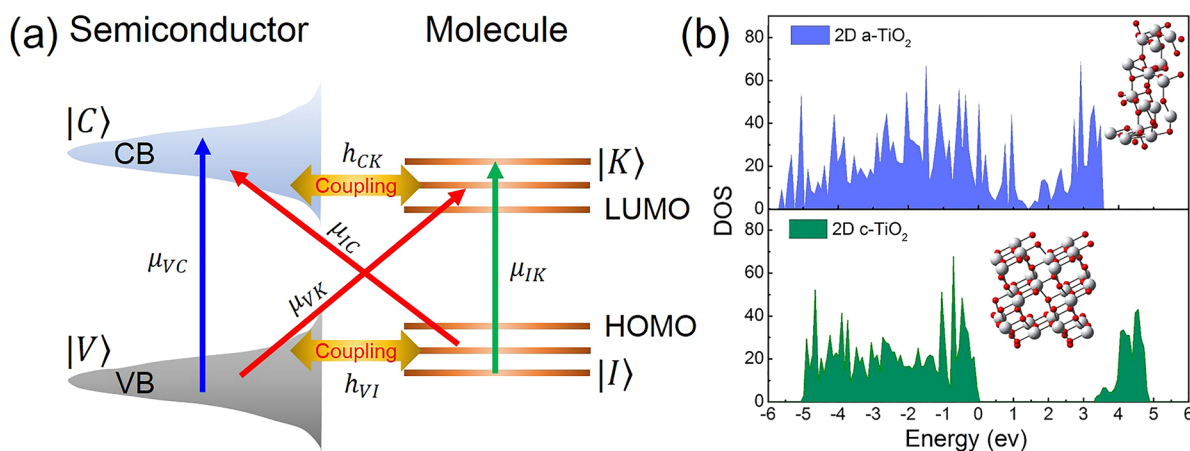 (a) Semiconductor Molecule
|C⟩
CB
h_CK
Coupling
|K⟩
LUMO
μ_IC
μ_VC
μ_VK
μ_IK
HOMO
|V⟩
VB
Coupling
h_VI
|I⟩
(b)
2D a-TiO₂
80
60
40
20
0
DOS
2D c-TiO₂
80
60
40
20
0
-6 -5 -4 -3 -2 -1 0 1 2 3 4 5 6
Energy (ev)